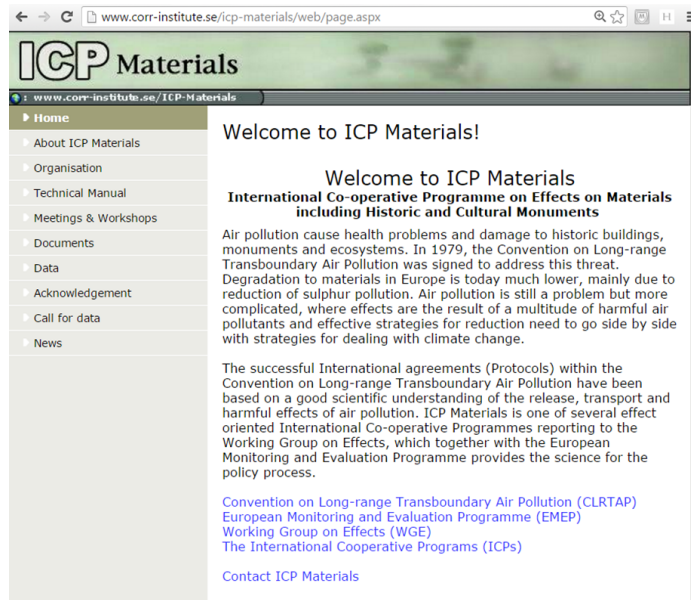 www.corr-institute.se/icp-materials/web/page.aspx
H
ICP Materials
: www.corr-institute.se/ICP-Materials
Home
About ICP Materials
Organisation
Technical Manual
Meetings & Workshops
Documents
Data
Acknowledgement
Call for data
News
Welcome to ICP Materials!
Welcome to ICP Materials
International Co-operative Programme on Effects on Materials
including Historic and Cultural Monuments
Air pollution cause health problems and damage to historic buildings,
monuments and ecosystems. In 1979, the Convention on Long-range
Transboundary Air Pollution was signed to address this threat.
Degradation to materials in Europe is today much lower, mainly due to
reduction of sulphur pollution. Air pollution is still a problem but more
complicated, where effects are the result of a multitude of harmful air
pollutants and effective strategies for reduction need to go side by side
with strategies for dealing with climate change.
The successful International agreements (Protocols) within the
Convention on Long-range Transboundary Air Pollution have been
based on a good scientific understanding of the release, transport and
harmful effects of air pollution. ICP Materials is one of several effect
oriented International Co-operative Programmes reporting to the
Working Group on Effects, which together with the European
Monitoring and Evaluation Programme provides the science for the
policy process.
Convention on Long-range Transboundary Air Pollution (CLRTAP)
European Monitoring and Evaluation Programme (EMEP)
Working Group on Effects (WGE)
The International Cooperative Programs (ICPs)
Contact ICP Materials